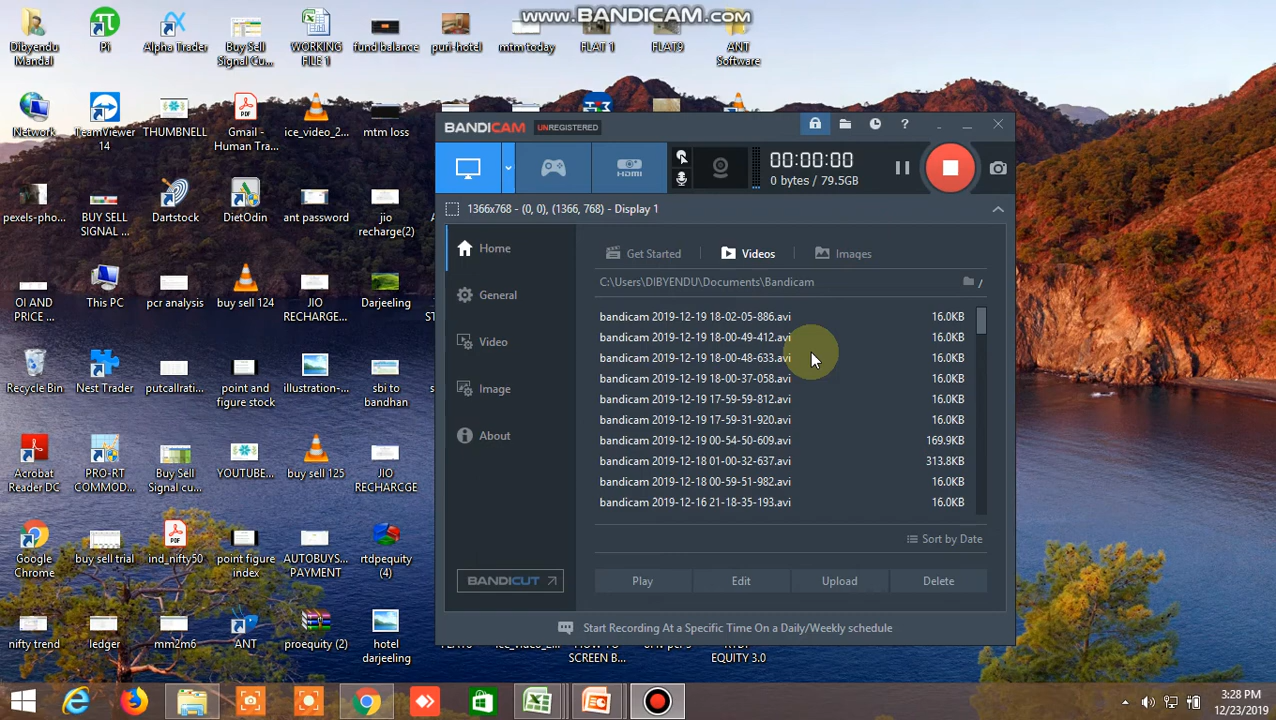 www.BANDICAM.com
Dibyendu Mandal
Pi
Alpha Trader
Buy Sell Signal Cu...
WORKING FILE 1
fund balance
puri-hotel
mtm today
FLAT 1
FLAT9
ANT Software
Network
TeamViewer 14
THUMBNELL
Gmail - Human Tra...
ice_video_2...
mtm loss
pexels-pho...
BUY SELL SIGNAL ...
Dartstock
DietOdin
ant password
jio recharge(2)
OI AND PRICE ...
This PC
pcr analysis
buy sell 124
JIO RECHARGE...
Darjeeling
Recycle Bin
Nest Trader
putcallrati...
point and figure stock
illustration-...
sbi to bandhan
Acrobat Reader DC
PRO-RT COMMOD...
Buy Sell Signal cu...
YOUTUBE...
buy sell 125
JIO RECHARCGE
Google Chrome
buy sell trial
ind_nifty50
point figure index
AUTOBUYS... PAYMENT
rtdpequity (4)
nifty trend
ledger
mm2m6
ANT
proequity (2)
hotel darjeeling
SCREEN B...
EQUITY 3.0
BANDICAM UNREGISTERED
?
HDMI
00:00:00
0 bytes / 79.5GB
1366x768 - (0, 0), (1366, 768) - Display 1
Home
General
Video
Image
About
BANDICUT
Get Started
Videos
Images
C:\Users\DIBYENDU\Documents\Bandicam
/
bandicam 2019-12-19 18-02-05-886.avi 16.0KB
bandicam 2019-12-19 18-00-49-412.avi 16.0KB
bandicam 2019-12-19 18-00-48-633.avi 16.0KB
bandicam 2019-12-19 18-00-37-058.avi 16.0KB
bandicam 2019-12-19 17-59-59-812.avi 16.0KB
bandicam 2019-12-19 17-59-31-920.avi 16.0KB
bandicam 2019-12-19 00-54-50-609.avi 169.9KB
bandicam 2019-12-18 01-00-32-637.avi 313.8KB
bandicam 2019-12-18 00-59-51-982.avi 16.0KB
bandicam 2019-12-16 21-18-35-193.avi 16.0KB
Sort by Date
Play
Edit
Upload
Delete
Start Recording At a Specific Time On a Daily/Weekly schedule
3:28 PM
12/23/2019